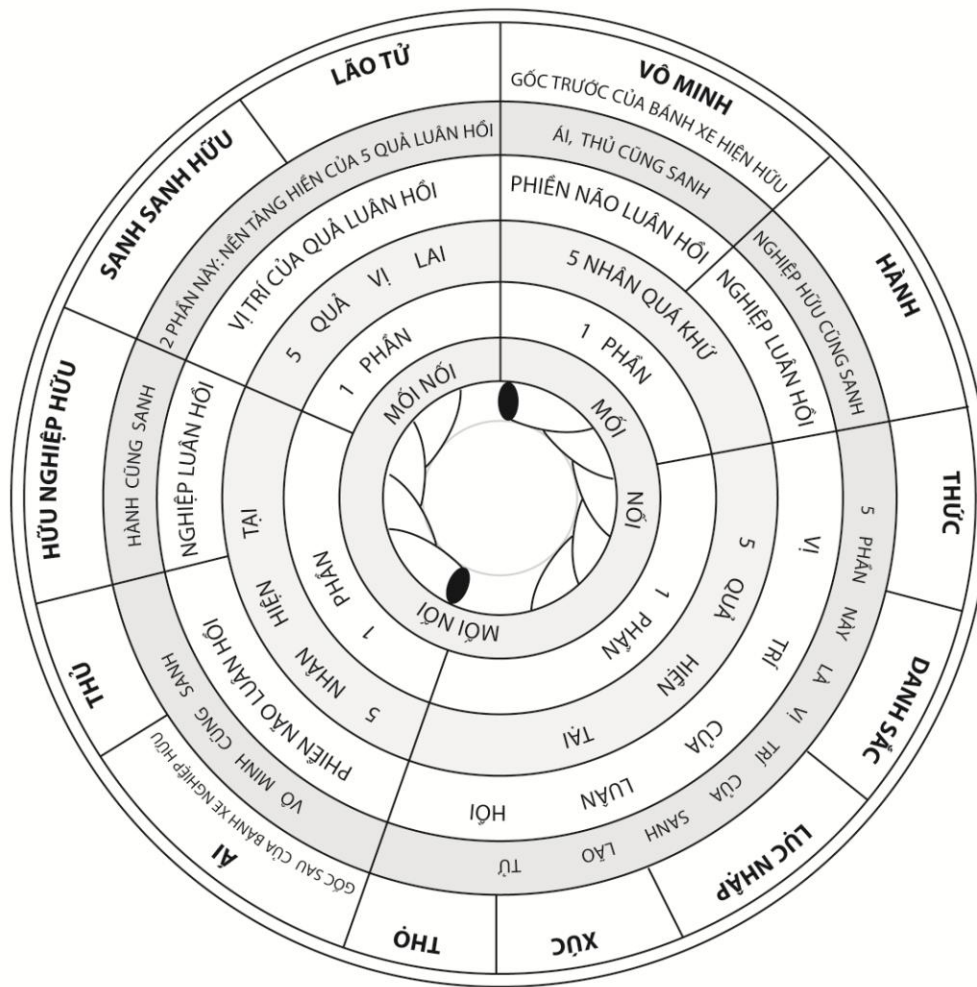 VÔ MINH
GỐC TRƯỚC CỦA BÁNH XE HIỆN HỮU
HÀNH
THỨC
DANH SẮC
LỤC NHẬP
XÚC
THỌ
ÁI
GỐC SAU CỦA BÁNH XE NGHIỆP HỮU
THỦ
HỮU NGHIỆP HỮU
SANH SANH HỮU
LÃO TỬ
ÁI, THỦ CŨNG SANH
NGHIỆP HỮU CŨNG SANH
5 PHẦN NÀY LÀ VỊ TRÍ CỦA SANH LÃO TỬ
VÔ MINH CŨNG SANH
HÀNH CŨNG SANH
2 PHẦN NÀY: NỀN TẢNG HIỂN CỦA 5 QUẢ LUÂN HỒI
PHIỀN NÃO LUÂN HỒI
NGHIỆP LUÂN HỒI
VỊ TRÍ CỦA LUÂN HỒI
PHIỀN NÃO LUÂN HỒI
NGHIỆP LUÂN HỒI
VỊ TRÍ CỦA QUẢ LUÂN HỒI
5 NHÂN QUÁ KHỨ
5 QUẢ HIỆN TẠI
5 NHÂN HIỆN TẠI
5 QUẢ VỊ LAI
1 PHẦN
1 PHẦN
1 PHẦN
1 PHẦN
MỐI NỐI
MỐI NỐI
MỐI NỐI